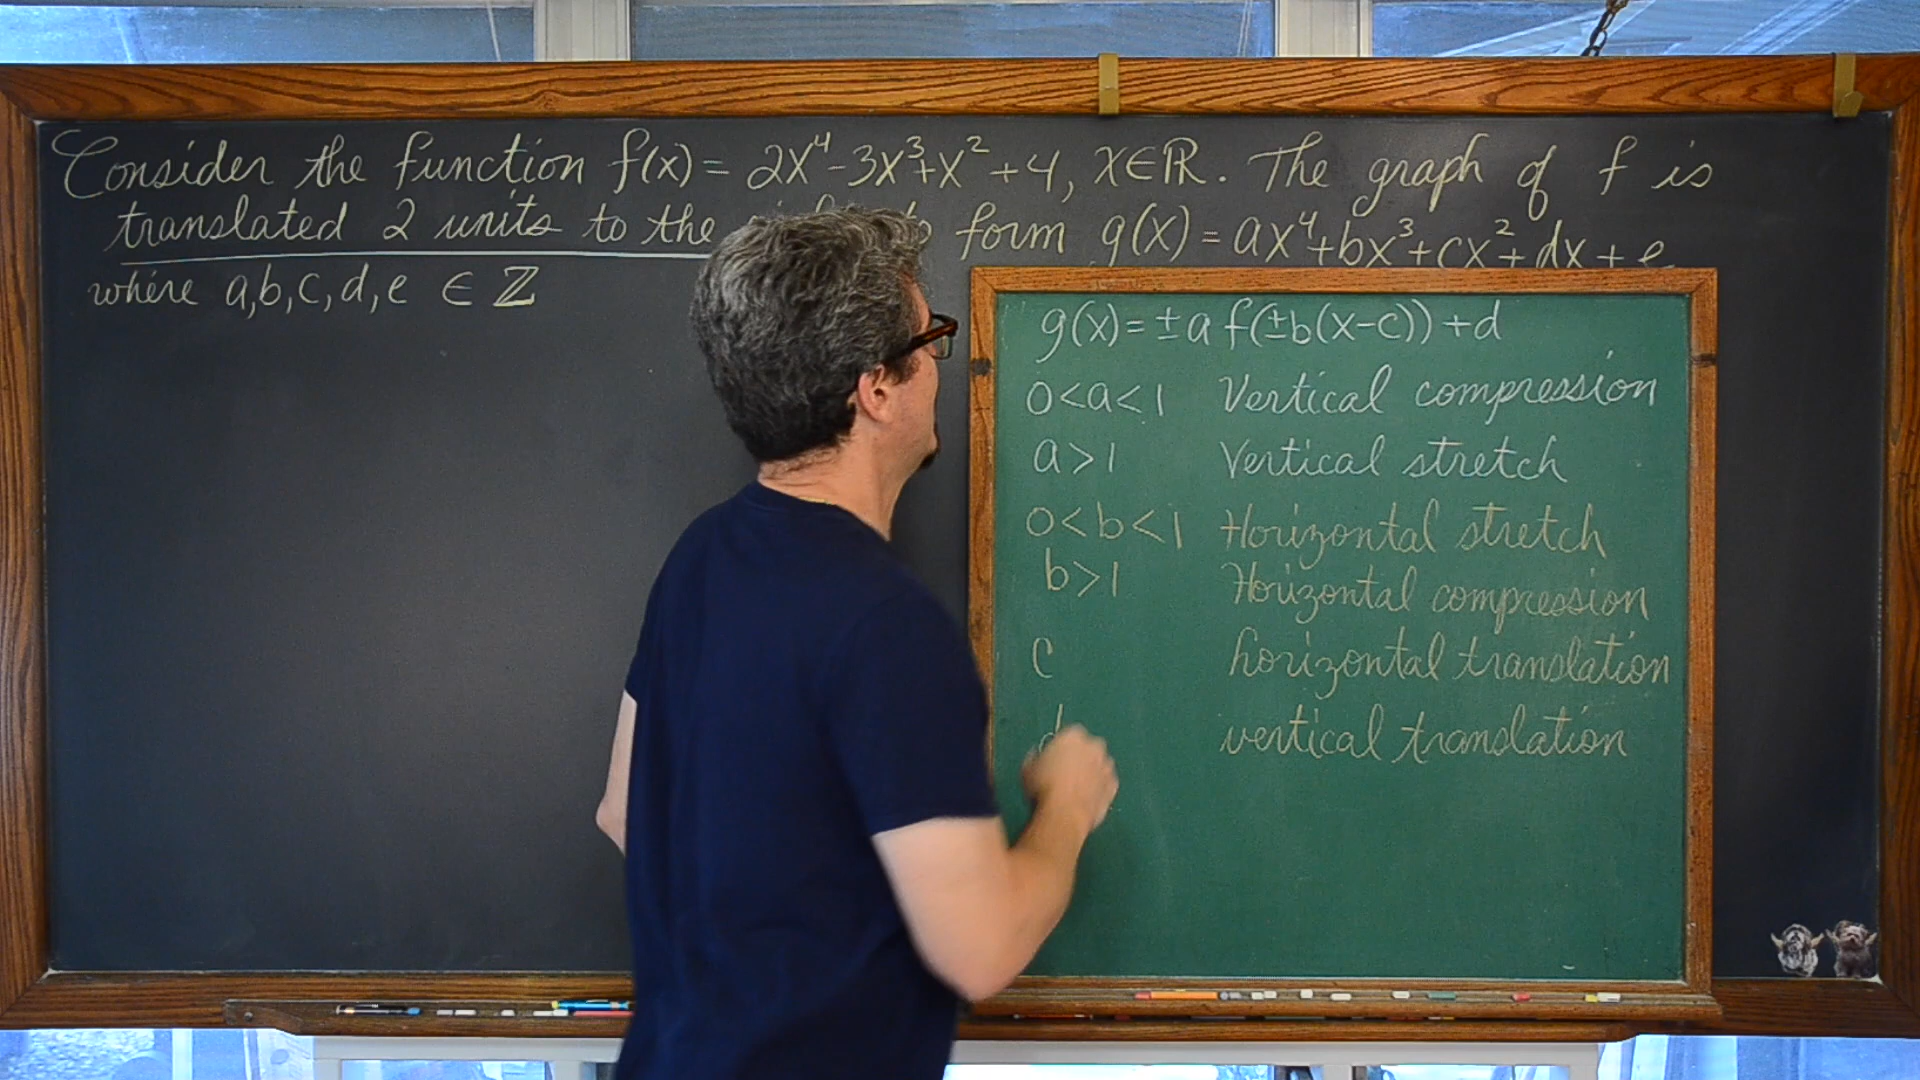 Consider the function f(x) = 2x⁴-3x³+x²+4, x∈ℝ. The graph of f is
translated 2 units to the form g(x) = ax⁴+bx³+cx²+dx+e
where a,b,c,d,e ∈ ℤ
g(x) = ±a f(±b(x-c)) + d
0<a<1 Vertical compression
a>1 Vertical stretch
0<b<1 Horizontal stretch
b>1 Horizontal compression
c horizontal translation
d vertical translation